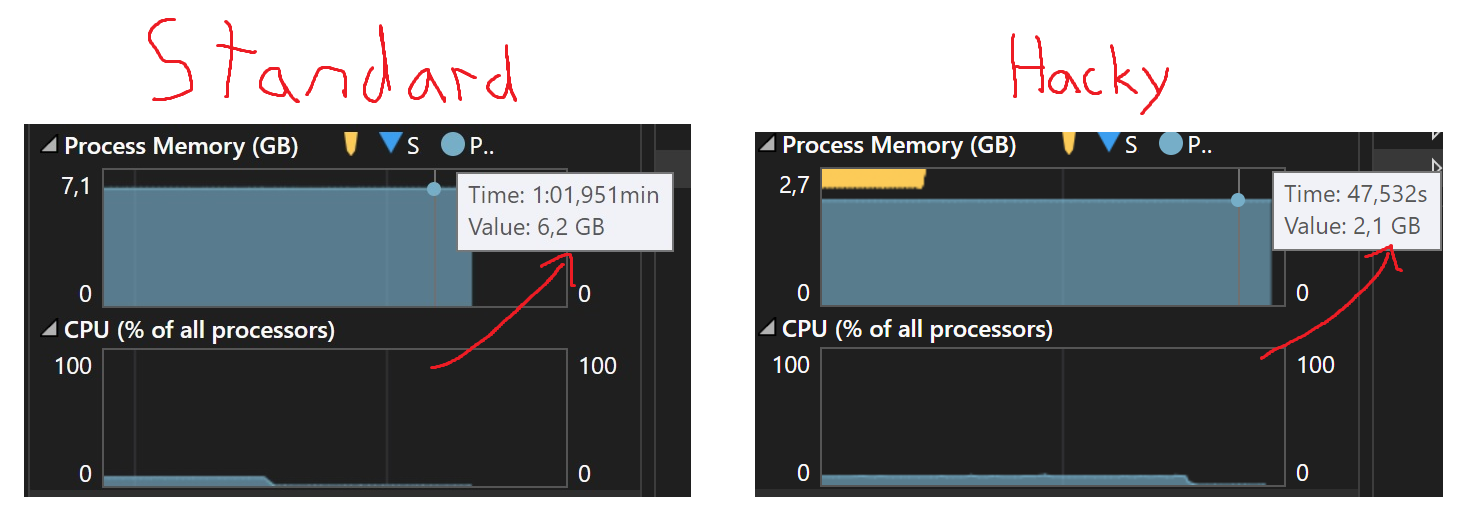 Standard
Hacky
Process Memory (GB) S P..
7,1
Time: 1:01,951min
Value: 6,2 GB
0 0
CPU (% of all processors)
100 100
0 0
Process Memory (GB) S P..
2,7
Time: 47,532s
Value: 2,1 GB
0 0
CPU (% of all processors)
100 100
0 0